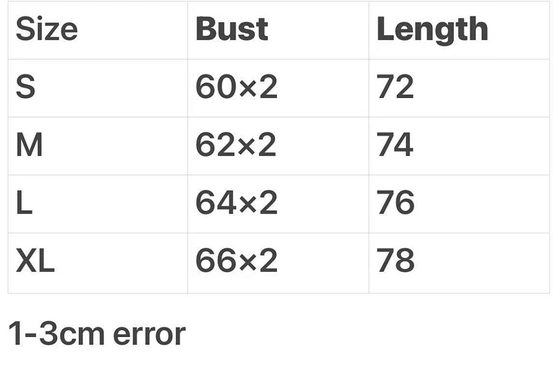 Size Bust Length
S 60×2 72
M 62×2 74
L 64×2 76
XL 66×2 78
1-3cm error